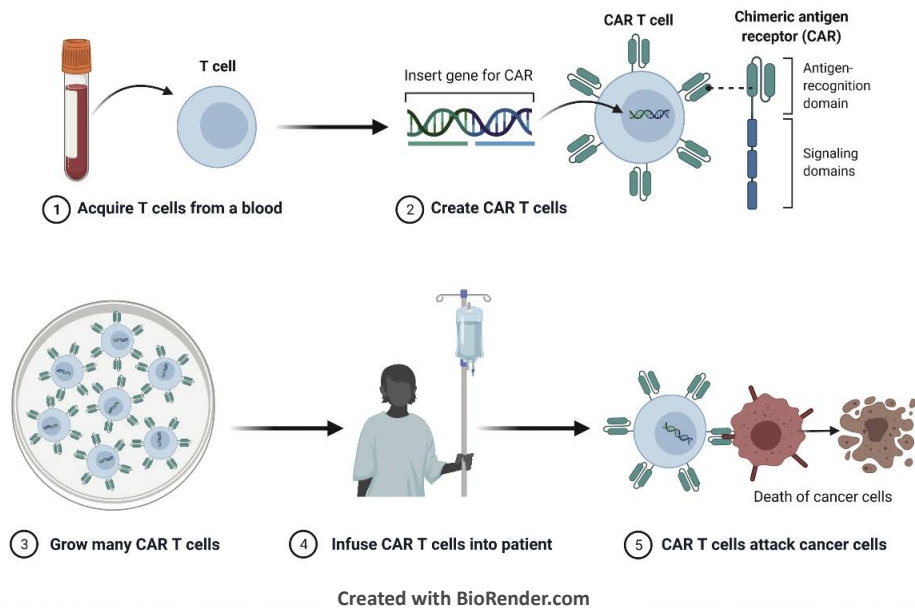 T cell
1 Acquire T cells from a blood
Insert gene for CAR
2 Create CAR T cells
CAR T cell
Chimeric antigen
receptor (CAR)
Antigen-
recognition
domain
Signaling
domains
3 Grow many CAR T cells
4 Infuse CAR T cells into patient
Death of cancer cells
5 CAR T cells attack cancer cells
Created with BioRender.com